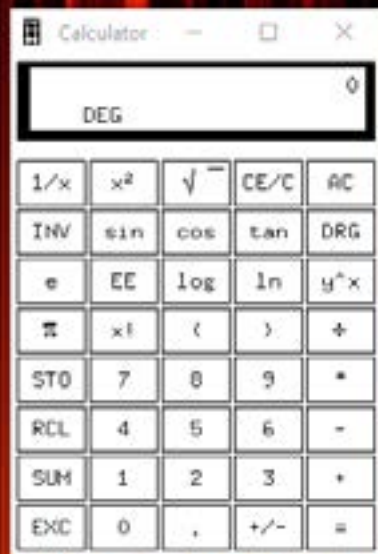 Calculator
0
DEG
1/x x² √ CE/C AC
INV sin cos tan DRG
e EE log ln y^x
π x! ( ) ÷
STO 7 8 9 *
RCL 4 5 6 -
SUM 1 2 3 +
EXC 0 . +/- =